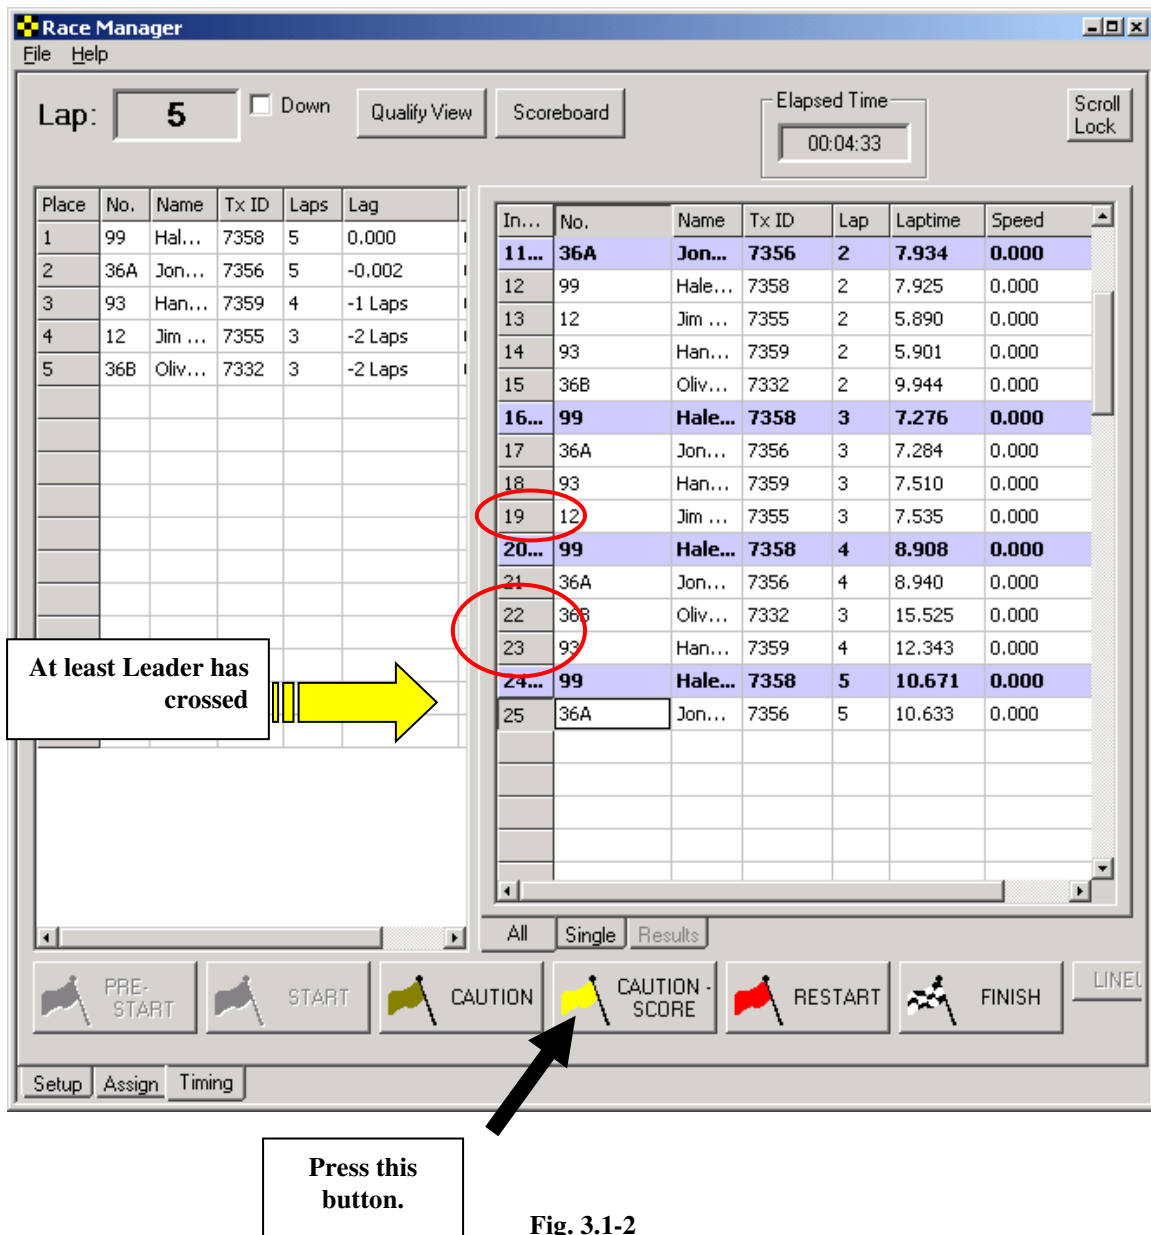 Race Manager
File Help
Lap: 5 Down Qualify View Scoreboard Elapsed Time 00:04:33 Scroll Lock
Place No. Name Tx ID Laps Lag
1 99 Hal... 7358 5 0.000
2 36A Jon... 7356 5 -0.002
3 93 Han... 7359 4 -1 Laps
4 12 Jim ... 7355 3 -2 Laps
5 36B Oliv... 7332 3 -2 Laps
In... No. Name Tx ID Lap Laptime Speed
11... 36A Jon... 7356 2 7.934 0.000
12 99 Hale... 7358 2 7.925 0.000
13 12 Jim ... 7355 2 5.890 0.000
14 93 Han... 7359 2 5.901 0.000
15 36B Oliv... 7332 2 9.944 0.000
16... 99 Hale... 7358 3 7.276 0.000
17 36A Jon... 7356 3 7.284 0.000
18 93 Han... 7359 3 7.510 0.000
19 12 Jim ... 7355 3 7.535 0.000
20... 99 Hale... 7358 4 8.908 0.000
21 36A Jon... 7356 4 8.940 0.000
22 36B Oliv... 7332 3 15.525 0.000
23 93 Han... 7359 4 12.343 0.000
24... 99 Hale... 7358 5 10.671 0.000
25 36A Jon... 7356 5 10.633 0.000
At least Leader has
crossed
All Single Results
PRE-
START
START
CAUTION
CAUTION -
SCORE
RESTART
FINISH
Setup Assign Timing
Press this
button.
Fig. 3.1-2